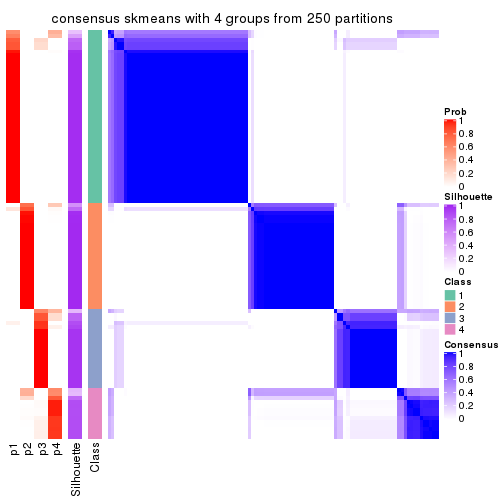 consensus skmeans with 4 groups from 250 partitions
Prob
1
0.8
0.6
0.4
0.2
0
Silhouette
1
0.8
0.6
0.4
0.2
0
Class
1
2
3
4
Consensus
1
0.8
0.6
0.4
0.2
0
p1
p2
p3
p4
Silhouette
Class